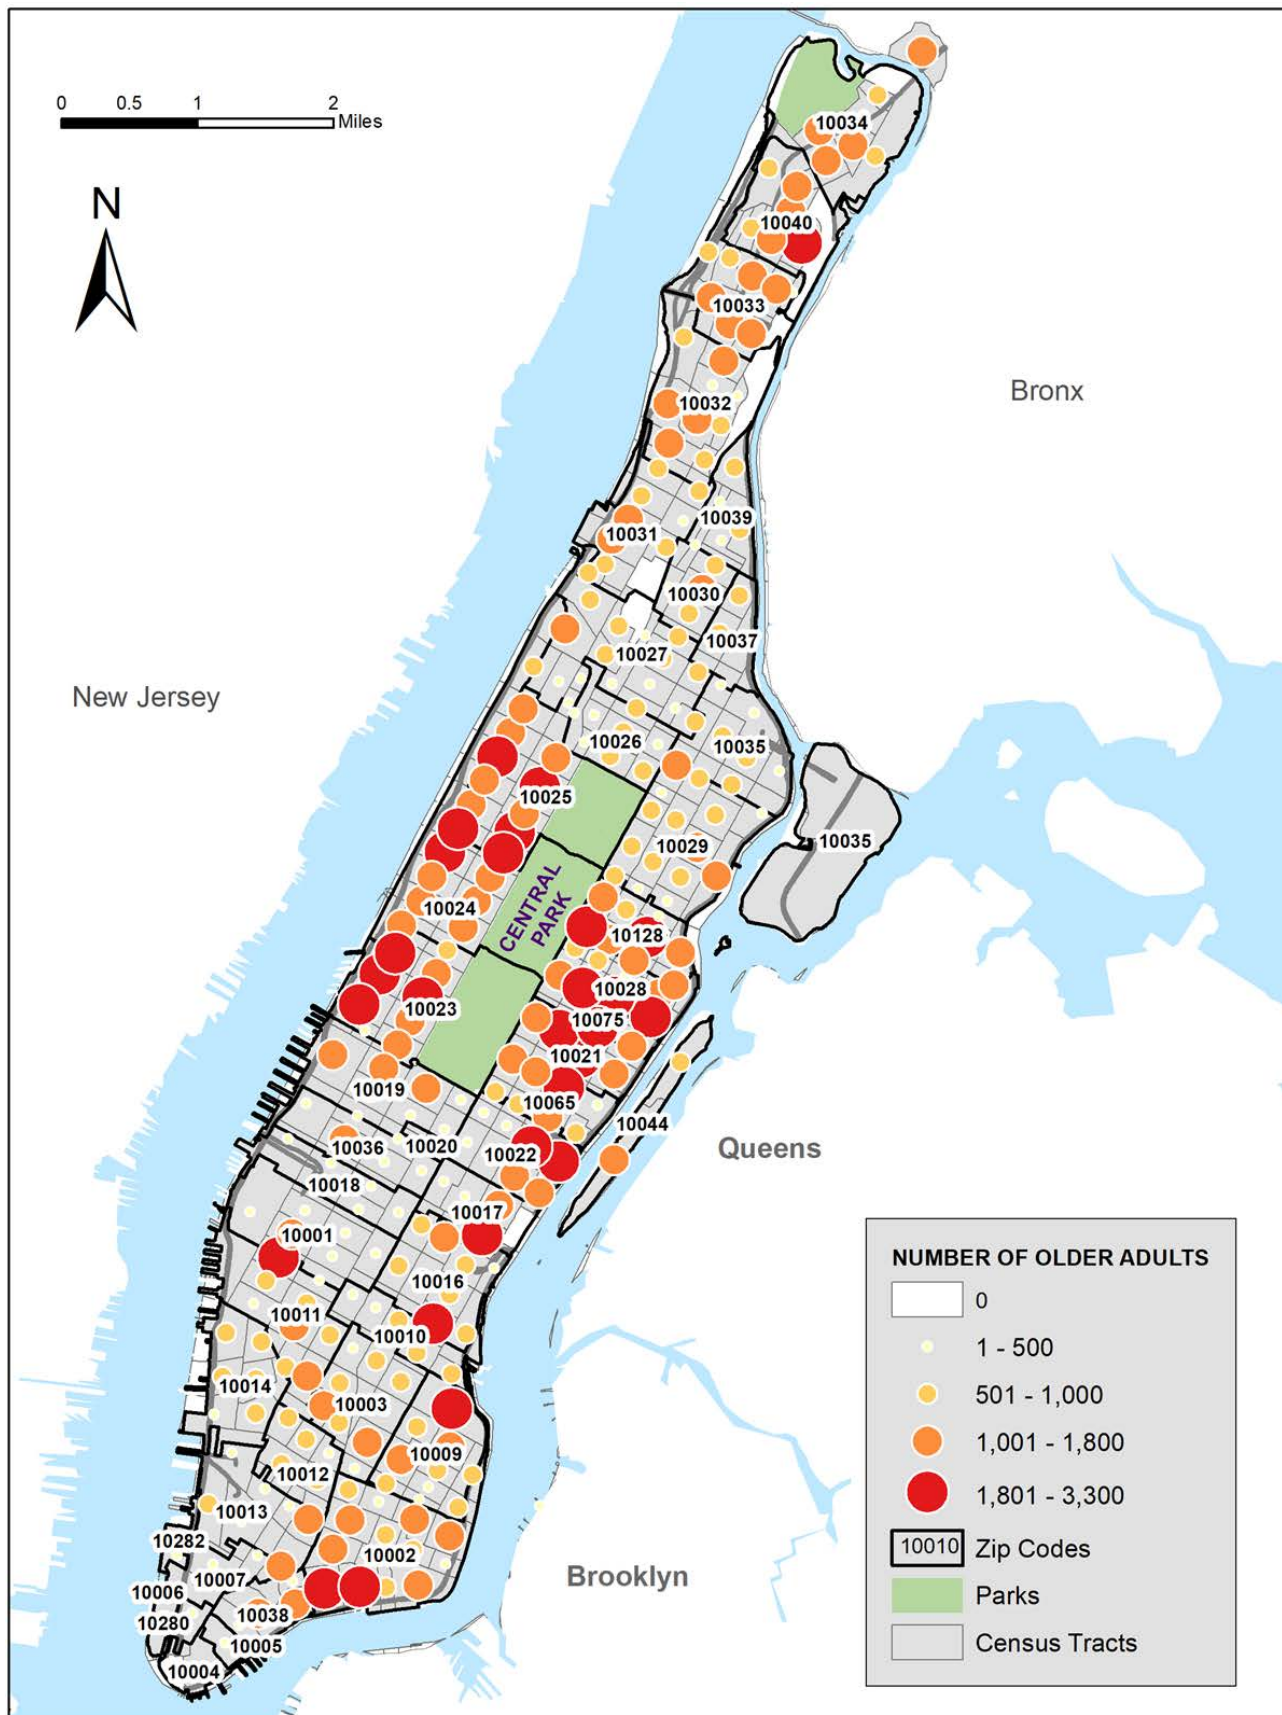 0 0.5 1 2
Miles
N
10034
10040
10033
Bronx
10032
10039
10031
10030
10037
10027
New Jersey
10026
10035
10025
10035
10029
CENTRAL
PARK
10024
10128
10028
10023
10075
10021
10019
10065
10044
10036
10020
10022
Queens
10018
10017
10001
10016
10011
10010
10014
10003
10009
10012
10013
10282
10002
10007
10006
Brooklyn
10038
10280
10005
10004
NUMBER OF OLDER ADULTS
0
1 - 500
501 - 1,000
1,001 - 1,800
1,801 - 3,300
10010 Zip Codes
Parks
Census Tracts